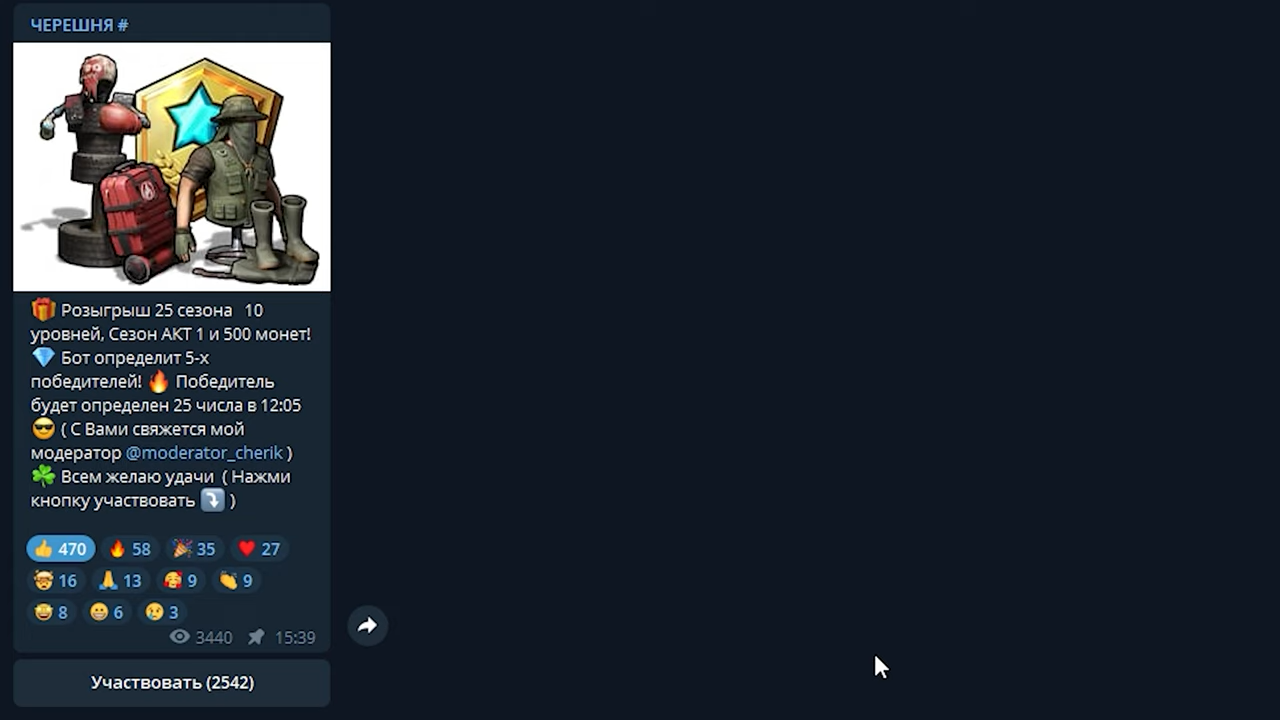 ЧЕРЕШНЯ #
🎁 Розыгрыш 25 сезона 10
уровней, Сезон АКТ 1 и 500 монет!
💎 Бот определит 5-х
победителей! 🔥 Победитель
будет определен 25 числа в 12:05
😎 ( С Вами свяжется мой
модератор @moderator_cherik )
☘️ Всем желаю удачи ( Нажми
кнопку участвовать ⤵️ )
👍 470 🔥 58 🎉 35 ❤️ 27
🤯 16 🙏 13 🥰 9 👏 9
🤩 8 😁 6 😢 3
3440 15:39
Участвовать (2542)